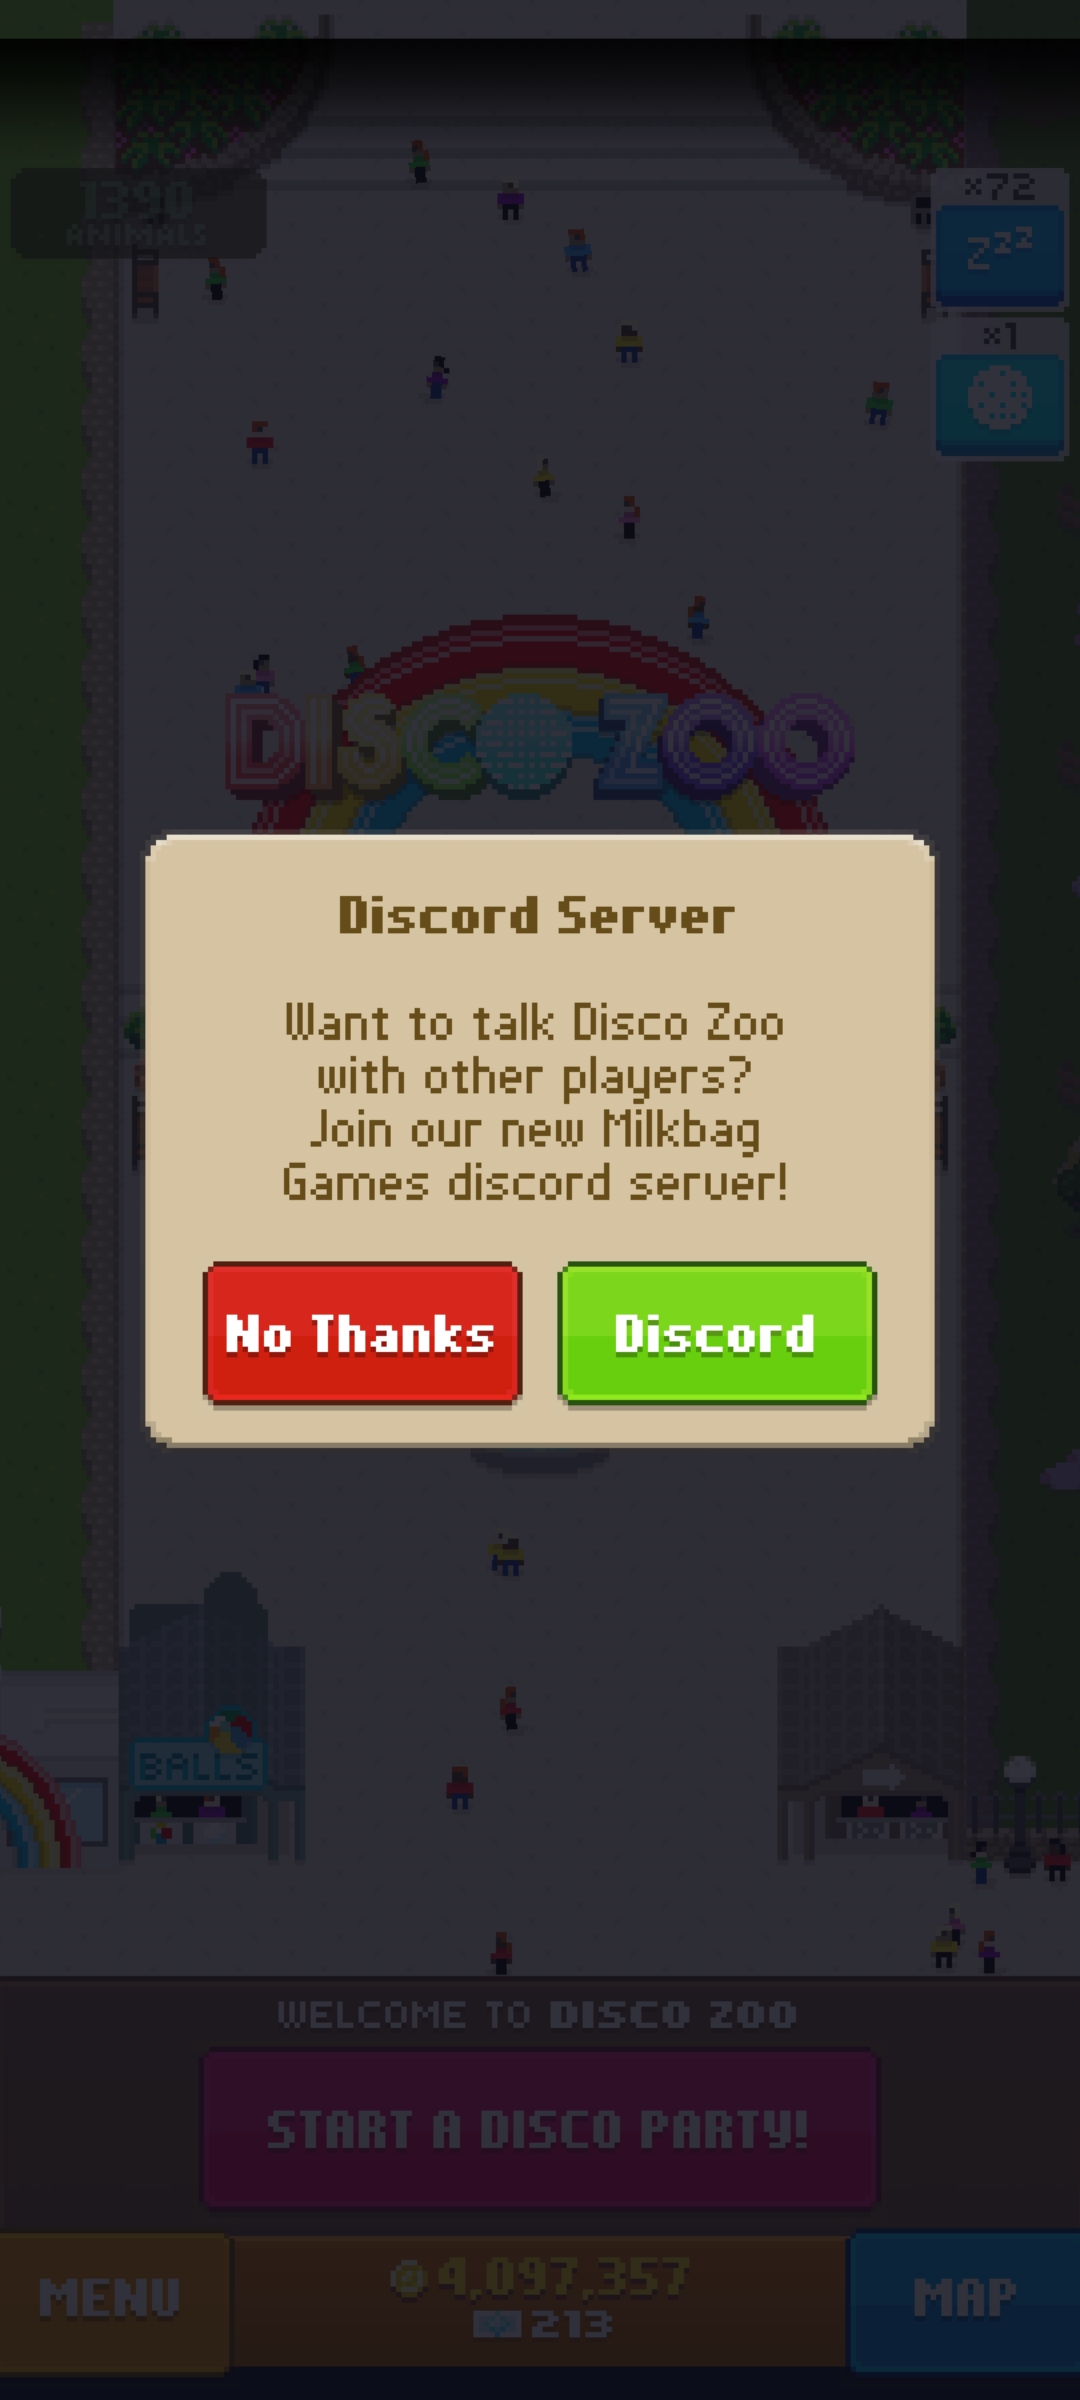 1390
ANIMALS
×72
zzz
×1
DISCO ZOO
Discord Server
Want to talk Disco Zoo
with other players?
Join our new Milkbag
Games discord server!
No Thanks
Discord
BALLS
WELCOME TO DISCO ZOO
START A DISCO PARTY!
MENU
4,097,357
213
MAP